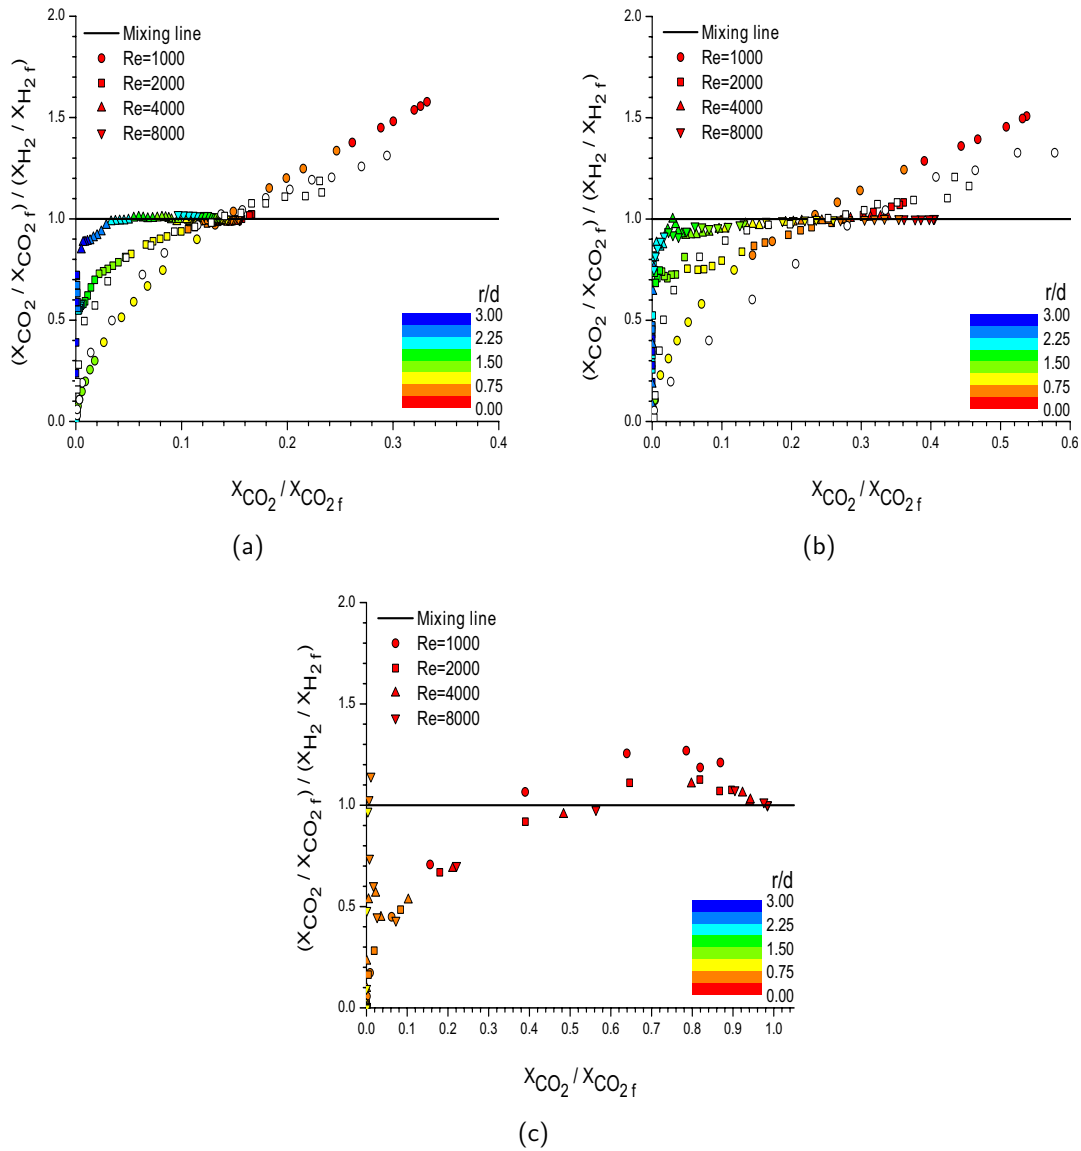 2.0
1.5
1.0
0.5
0.0
0.0 0.1 0.2 0.3 0.4
(X_CO2 / X_CO2 f) / (X_H2 / X_H2 f)
X_CO2 / X_CO2 f
Mixing line
Re=1000
Re=2000
Re=4000
Re=8000
r/d
3.00
2.25
1.50
0.75
0.00
(a)
2.0
1.5
1.0
0.5
0.0
0.0 0.1 0.2 0.3 0.4 0.5 0.6
(X_CO2 / X_CO2 f) / (X_H2 / X_H2 f)
X_CO2 / X_CO2 f
Mixing line
Re=1000
Re=2000
Re=4000
Re=8000
r/d
3.00
2.25
1.50
0.75
0.00
(b)
2.0
1.5
1.0
0.5
0.0
0.0 0.1 0.2 0.3 0.4 0.5 0.6 0.7 0.8 0.9 1.0
(X_CO2 / X_CO2 f) / (X_H2 / X_H2 f)
X_CO2 / X_CO2 f
Mixing line
Re=1000
Re=2000
Re=4000
Re=8000
r/d
3.00
2.25
1.50
0.75
0.00
(c)